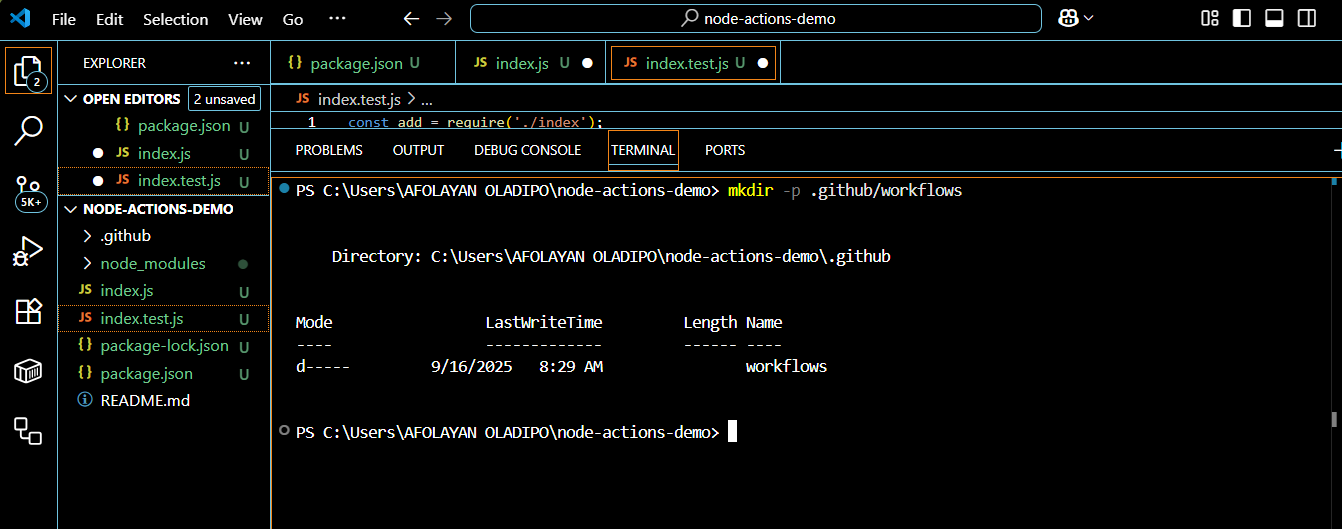 File Edit Selection View Go ... node-actions-demo
EXPLORER ...
OPEN EDITORS 2 unsaved
{} package.json U
JS index.js U
JS index.test.js U
NODE-ACTIONS-DEMO
.github
node_modules
JS index.js U
JS index.test.js U
{} package-lock.json U
{} package.json U
README.md
2
5K+
{} package.json U JS index.js U JS index.test.js U
JS index.test.js > ...
1 const add = require('./index');
PROBLEMS OUTPUT DEBUG CONSOLE TERMINAL PORTS
PS C:\Users\AFOLAYAN OLADIPO\node-actions-demo> mkdir -p .github/workflows
Directory: C:\Users\AFOLAYAN OLADIPO\node-actions-demo\.github
Mode LastWriteTime Length Name
---- ------------- ------ ----
d----- 9/16/2025 8:29 AM workflows
PS C:\Users\AFOLAYAN OLADIPO\node-actions-demo>